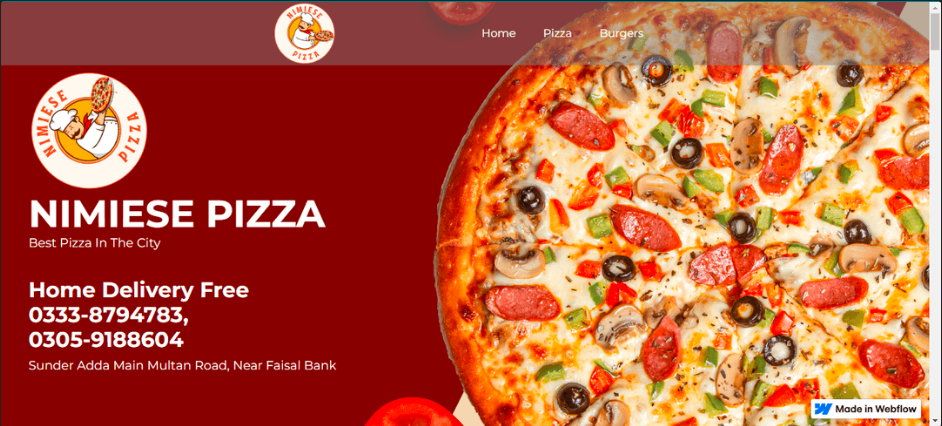 NIMIESE
PIZZA
Home
Pizza
Burgers
NIMIESE PIZZA
NIMIESE PIZZA
Best Pizza In The City
Home Delivery Free
0333-8794783,
0305-9188604
Sunder Adda Main Multan Road, Near Faisal Bank
Made in Webflow